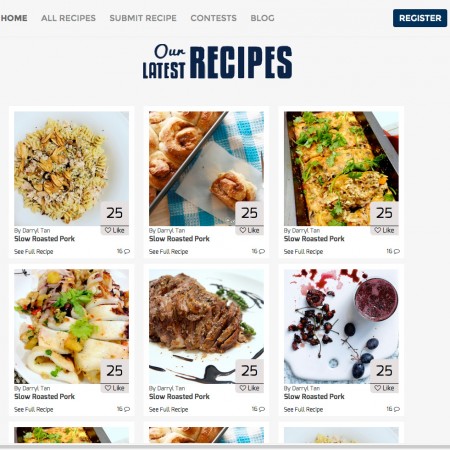 HOME ALL RECIPES SUBMIT RECIPE CONTESTS BLOG REGISTER
Our
LATEST RECIPES
25 25 25
By Darryl Tan Like By Darryl Tan Like By Darryl Tan Like
Slow Roasted Pork Slow Roasted Pork Slow Roasted Pork
See Full Recipe 16 See Full Recipe 16 See Full Recipe 16
25 25 25
By Darryl Tan Like By Darryl Tan Like By Darryl Tan Like
Slow Roasted Pork Slow Roasted Pork Slow Roasted Pork
See Full Recipe 16 See Full Recipe 16 See Full Recipe 16